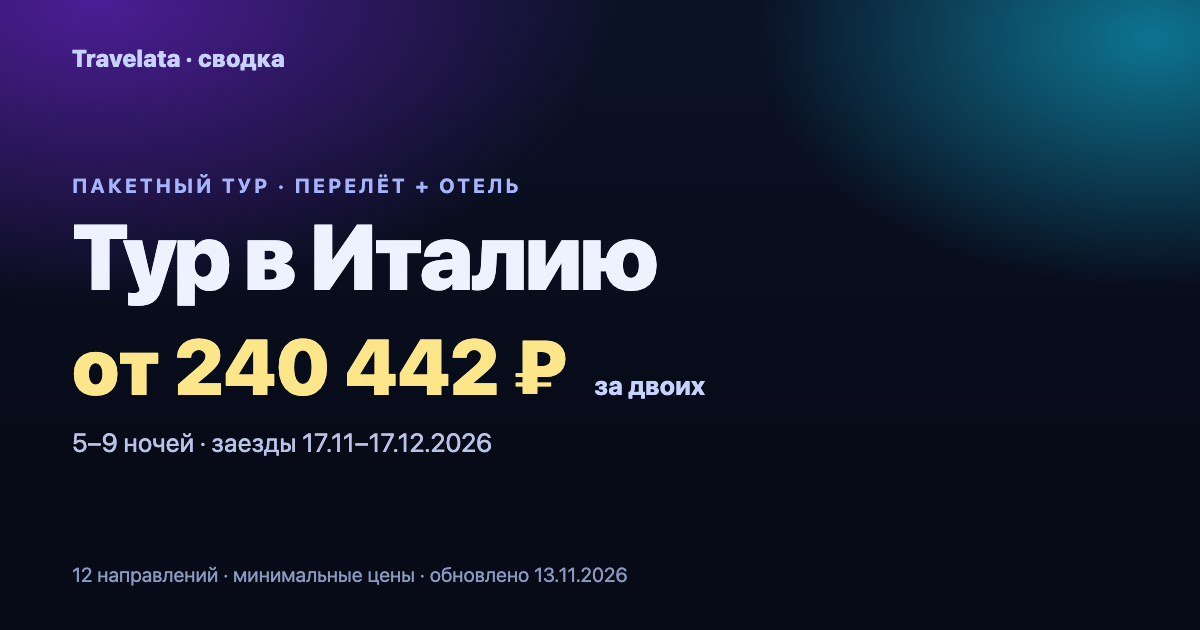 Travelata · сводка
ПАКЕТНЫЙ ТУР · ПЕРЕЛЁТ + ОТЕЛЬ
Тур в Италию
от 240 442 ₽ за двоих
5–9 ночей · заезды 17.11–17.12.2026
12 направлений · минимальные цены · обновлено 13.11.2026